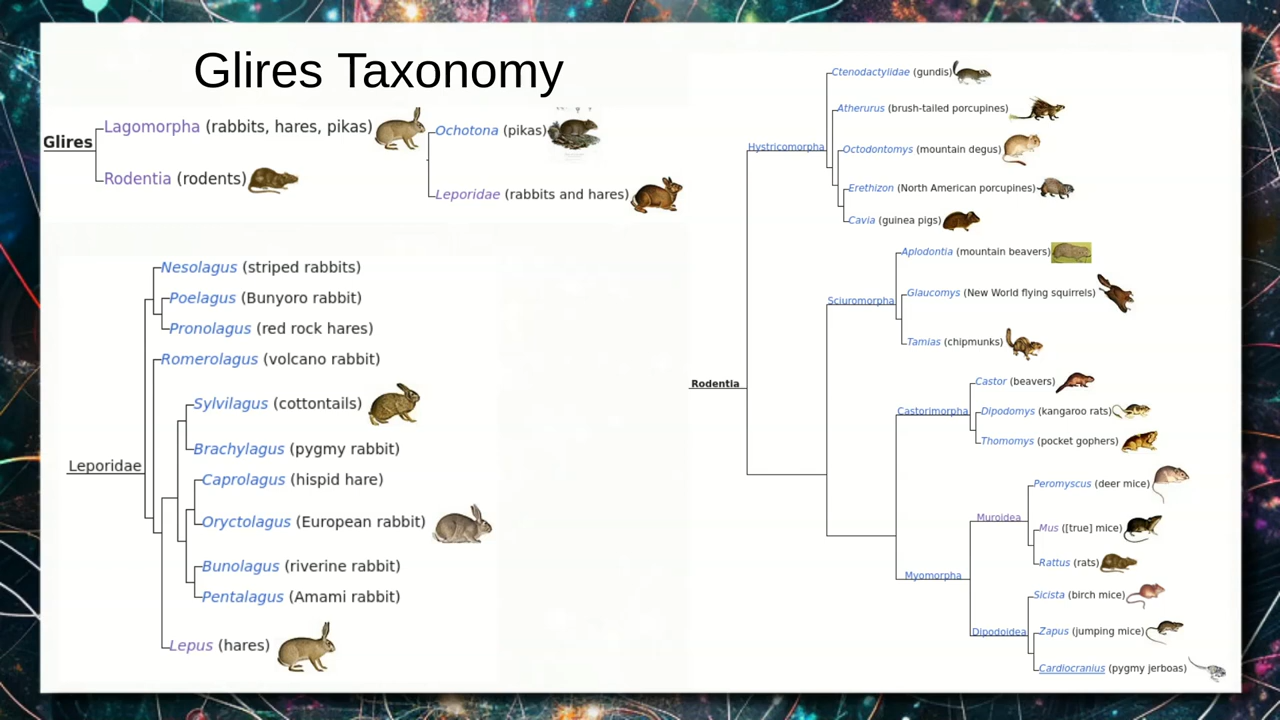 Glires Taxonomy
Glires
Lagomorpha (rabbits, hares, pikas)
Rodentia (rodents)
Ochotona (pikas)
Leporidae (rabbits and hares)
Leporidae
Nesolagus (striped rabbits)
Poelagus (Bunyoro rabbit)
Pronolagus (red rock hares)
Romerolagus (volcano rabbit)
Sylvilagus (cottontails)
Brachylagus (pygmy rabbit)
Caprolagus (hispid hare)
Oryctolagus (European rabbit)
Bunolagus (riverine rabbit)
Pentalagus (Amami rabbit)
Lepus (hares)
Rodentia
Hystricomorpha
Ctenodactylidae (gundis)
Atherurus (brush-tailed porcupines)
Octodontomys (mountain degus)
Erethizon (North American porcupines)
Cavia (guinea pigs)
Sciuromorpha
Aplodontia (mountain beavers)
Glaucomys (New World flying squirrels)
Tamias (chipmunks)
Castorimorpha
Castor (beavers)
Dipodomys (kangaroo rats)
Thomomys (pocket gophers)
Myomorpha
Muroidea
Peromyscus (deer mice)
Mus ([true] mice)
Rattus (rats)
Dipodoidea
Sicista (birch mice)
Zapus (jumping mice)
Cardiocranius (pygmy jerboas)